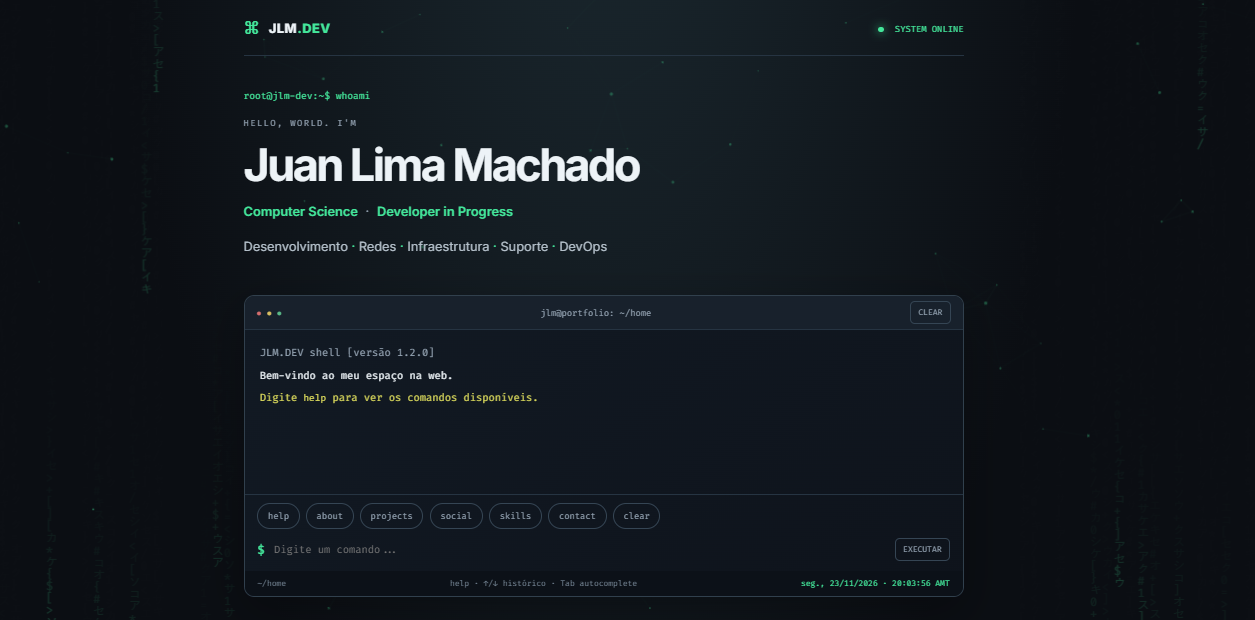 ⌘ JLM.DEV
SYSTEM ONLINE
root@jlm-dev:~$ whoami
HELLO, WORLD. I'M
Juan Lima Machado
Computer Science · Developer in Progress
Desenvolvimento · Redes · Infraestrutura · Suporte · DevOps
jlm@portfolio: ~/home
CLEAR
JLM.DEV shell [versão 1.2.0]
Bem-vindo ao meu espaço na web.
Digite help para ver os comandos disponíveis.
help about projects social skills contact clear
$ Digite um comando...
EXECUTAR
~/home
help · ↑/↓ histórico · Tab autocomplete
seg., 23/11/2026 · 20:03:56 AMT